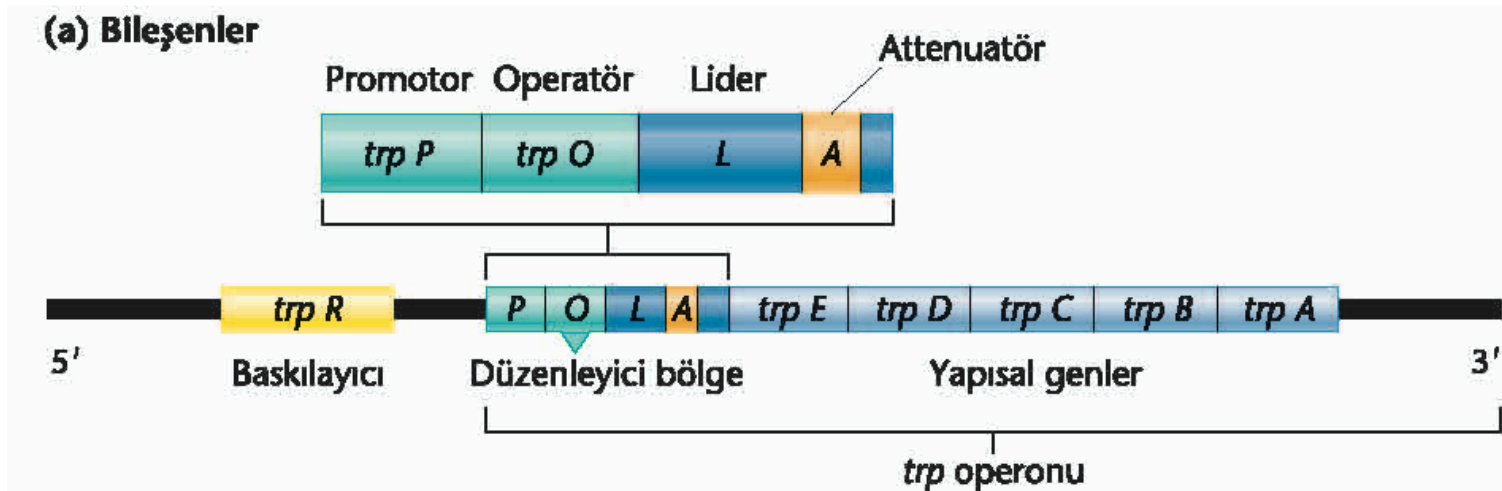 (a) Bileşenler
Attenuatör
Promotor Operatör Lider
trp P trp O L A
trp R P O L A trp E trp D trp C trp B trp A
5' Baskılayıcı Düzenleyici bölge Yapısal genler 3'
trp operonu